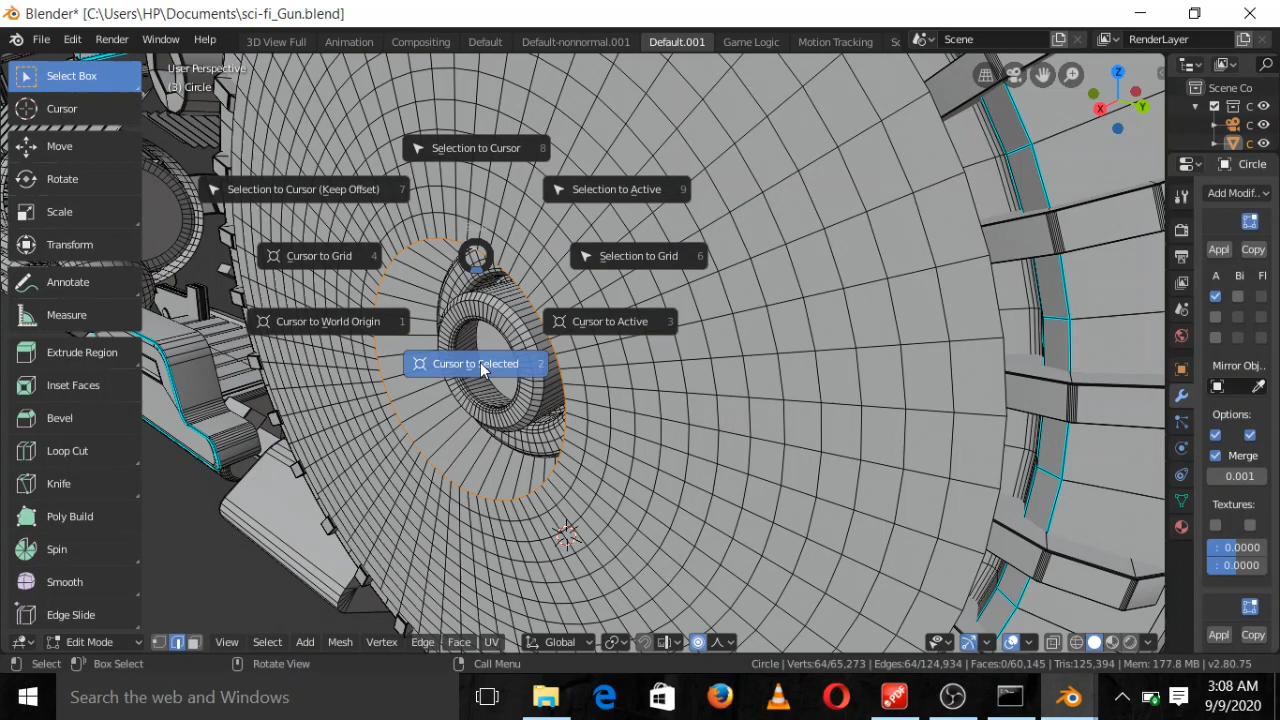 Blender* [C:\Users\HP\Documents\sci-fi_Gun.blend]
File Edit Render Window Help 3D View Full Animation Compositing Default Default-nonnormal.001 Default.001 Game Logic Motion Tracking Sc Scene RenderLayer
Select Box
Cursor
Move
Rotate
Scale
Transform
Annotate
Measure
Extrude Region
Inset Faces
Bevel
Loop Cut
Knife
Poly Build
Spin
Smooth
Edge Slide
User Perspective
(3) Circle
Selection to Cursor 8
Selection to Cursor (Keep Offset) 7
Selection to Active 9
Cursor to Grid 4
Selection to Grid 6
Cursor to World Origin 1
Cursor to Active 3
Cursor to Selected 2
Z
X
Y
Scene Co
C
C
Circle
Add Modif..
Appl Copy
A Bi Fl
Mirror Obj..
Options:
Merge
0.001
Textures:
: 0.0000
: 0.0000
Appl Copy
Edit Mode View Select Add Mesh Vertex Edge Face UV Global
Select Box Select Rotate View Call Menu Circle | Verts:64/65,273 | Edges:64/124,934 | Faces:0/60,145 | Tris:125,394 | Mem: 177.8 MB | v2.80.75
Search the web and Windows
PDF
3:08 AM
9/9/2020